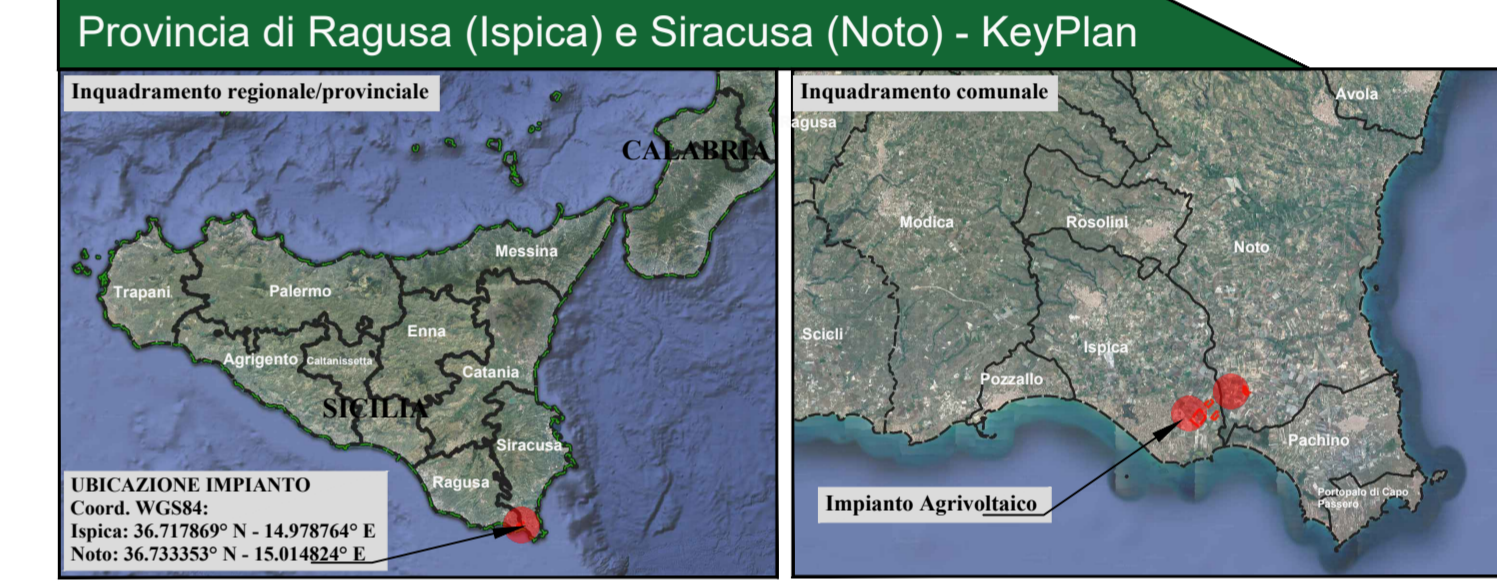 Provincia di Ragusa (Ispica) e Siracusa (Noto) - KeyPlan
Inquadramento regionale/provinciale
CALABRIA
Messina
Trapani
Palermo
Enna
Agrigento
Caltanissetta
Catania
SICILIA
Siracusa
Ragusa
UBICAZIONE IMPIANTO
Coord. WGS84:
Ispica: 36.717869° N - 14.978764° E
Noto: 36.733353° N - 15.014824° E
Inquadramento comunale
Avola
agusa
Modica
Rosolini
Noto
Scicli
Ispica
Pozzallo
Pachino
Portopalo di Capo
Passero
Impianto Agrivoltaico